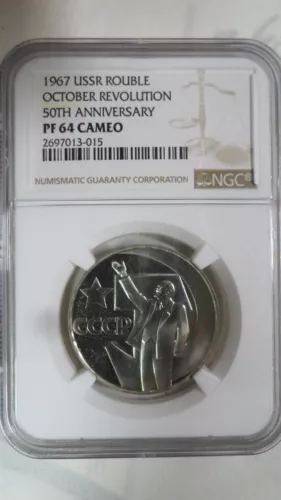 1967 USSR ROUBLE
OCTOBER REVOLUTION
50TH ANNIVERSARY
PF 64 CAMEO
2697013-015
NUMISMATIC GUARANTY CORPORATION
NGC
СССР